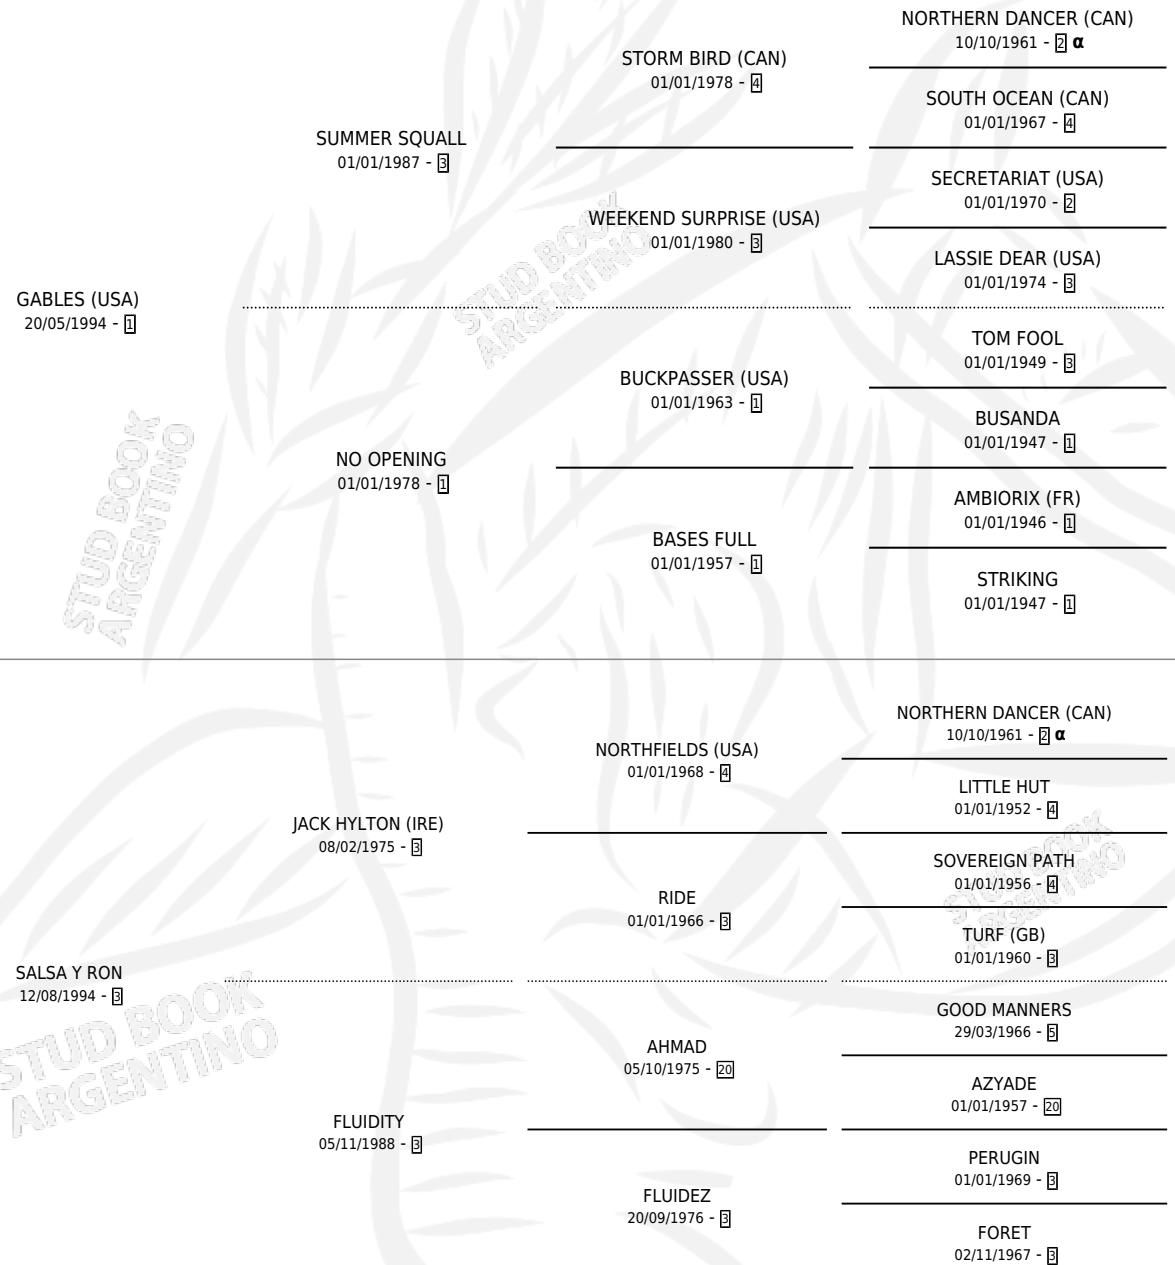 NORTHERN DANCER (CAN)
10/10/1961 - 2 α
STORM BIRD (CAN)
01/01/1978 - 4
SOUTH OCEAN (CAN)
01/01/1967 - 4
SUMMER SQUALL
01/01/1987 - 3
SECRETARIAT (USA)
01/01/1970 - 2
WEEKEND SURPRISE (USA)
01/01/1980 - 3
LASSIE DEAR (USA)
01/01/1974 - 3
GABLES (USA)
20/05/1994 - 1
STUD BOOK
ARGENTINO
TOM FOOL
01/01/1949 - 3
BUCKPASSER (USA)
01/01/1963 - 1
BUSANDA
01/01/1947 - 1
NO OPENING
01/01/1978 - 1
AMBIORIX (FR)
01/01/1946 - 1
STUD BOOK
ARGENTINO
BASES FULL
01/01/1957 - 1
STRIKING
01/01/1947 - 1
NORTHERN DANCER (CAN)
10/10/1961 - 2 α
NORTHFIELDS (USA)
01/01/1968 - 4
LITTLE HUT
01/01/1952 - 4
JACK HYLTON (IRE)
08/02/1975 - 3
SOVEREIGN PATH
01/01/1956 - 4
STUD BOOK
ARGENTINO
RIDE
01/01/1966 - 3
TURF (GB)
01/01/1960 - 3
SALSA Y RON
12/08/1994 - 3
STUD BOOK
ARGENTINO
GOOD MANNERS
29/03/1966 - 5
AHMAD
05/10/1975 - 20
AZYADE
01/01/1957 - 20
FLUIDITY
05/11/1988 - 3
PERUGIN
01/01/1969 - 3
FLUIDEZ
20/09/1976 - 3
FORET
02/11/1967 - 3